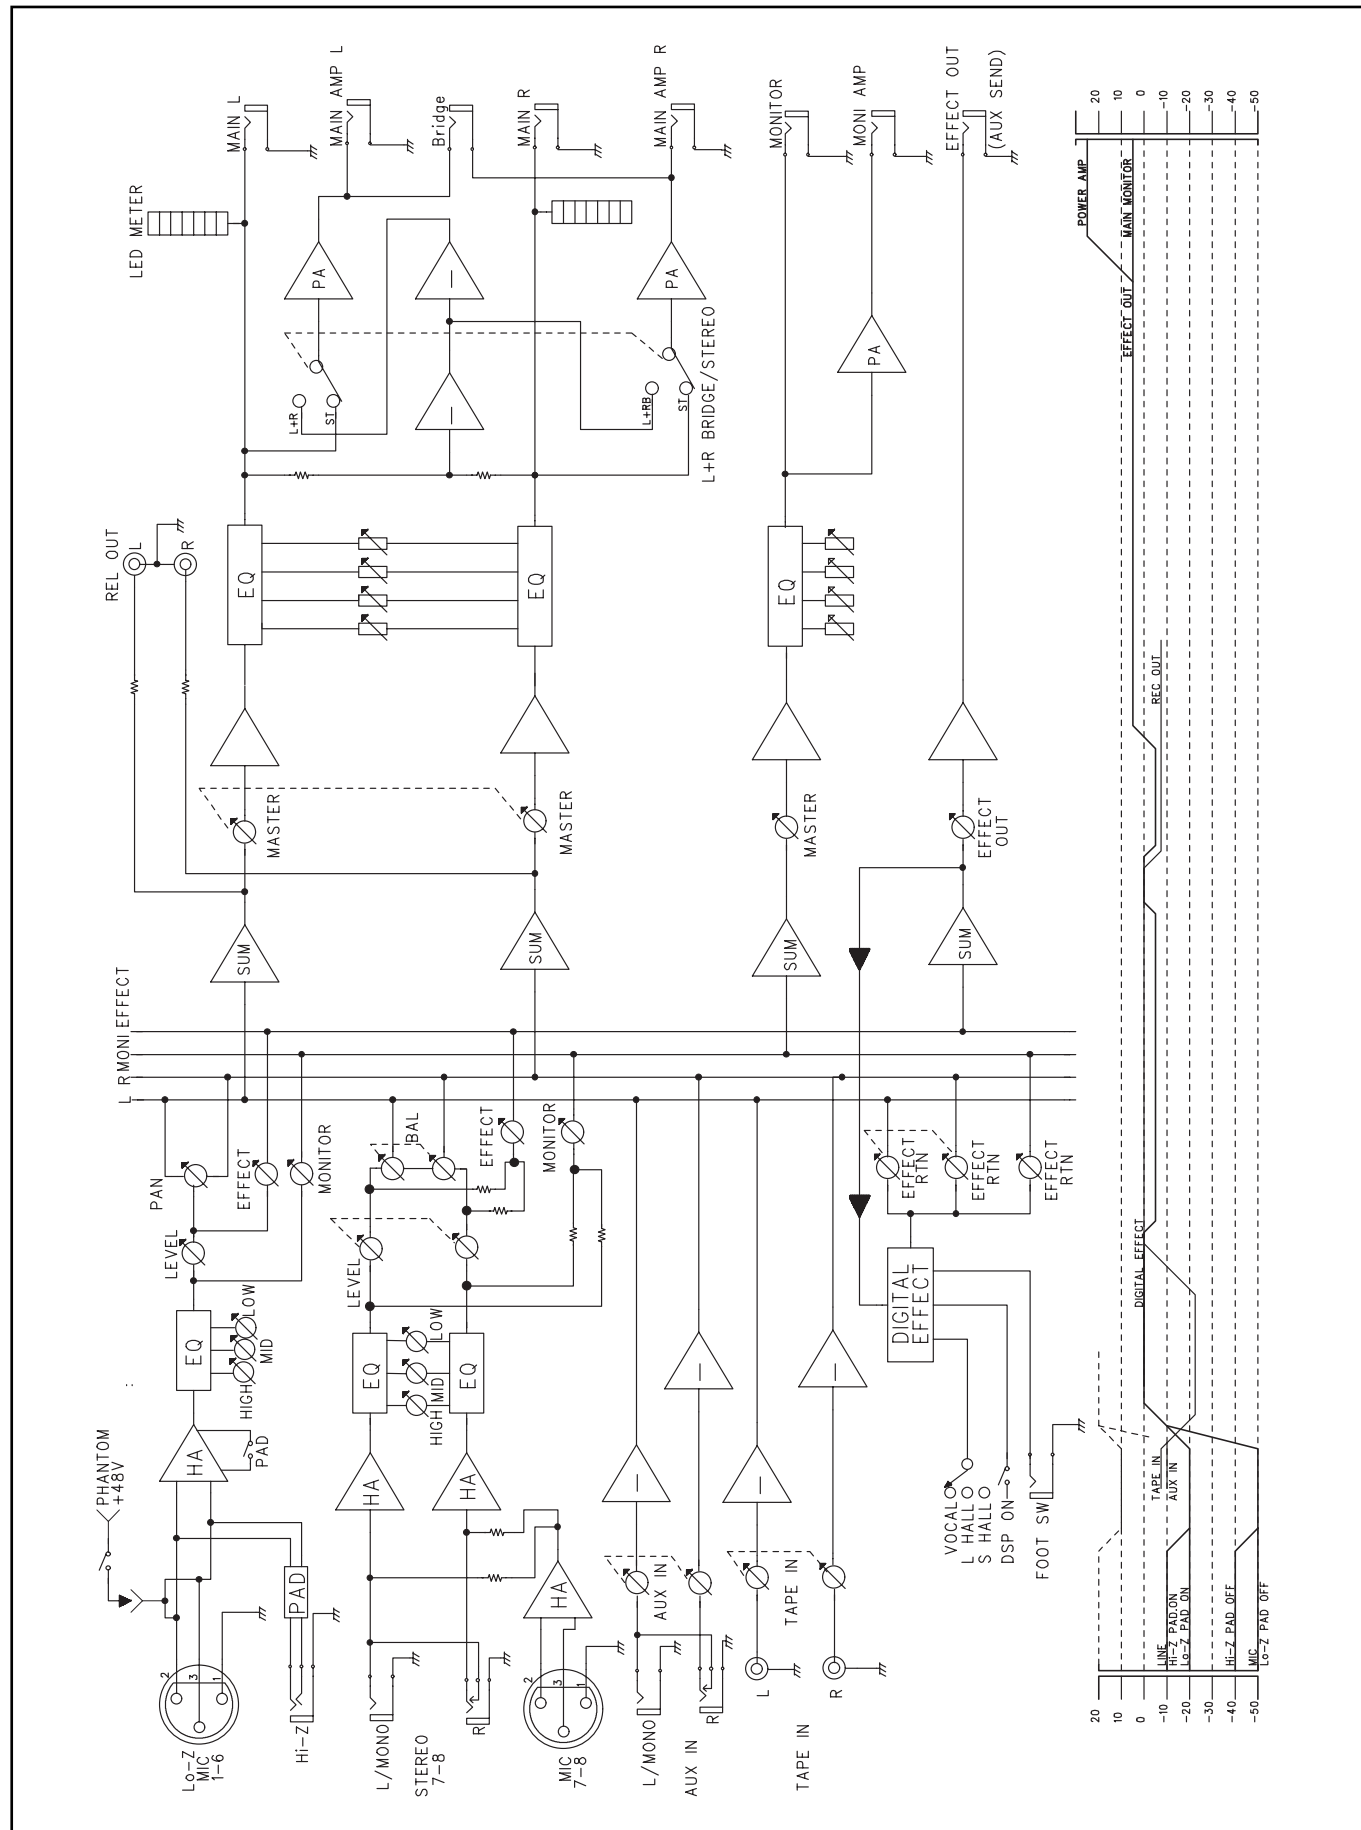 Lo-Z
MIC
1-6
2
3
1
Hi-Z
PHANTOM
+48V
PAD
HA
PAD
EQ
HIGH
MID
LOW
LEVEL
PAN
EFFECT
MONITOR
L/MONO
STEREO
7-8
R
MIC
7-8
2
3
1
HA
HA
HA
EQ
EQ
HIGH
MID
LOW
LEVEL
BAL
EFFECT
MONITOR
L/MONO
AUX IN
R
AUX IN
TAPE IN
L
R
TAPE IN
VOCAL
L HALL
S HALL
DSP ON
FOOT SW
DIGITAL
EFFECT
EFFECT
RTN
EFFECT
RTN
EFFECT
RTN
L
R
MONI
EFFECT
SUM
SUM
SUM
SUM
MASTER
MASTER
MASTER
EFFECT
OUT
REL OUT
L
R
EQ
EQ
EQ
L+R
ST
L+RB
ST
L+R BRIDGE/STEREO
PA
PA
PA
LED METER
MAIN L
MAIN AMP L
Bridge
MAIN R
MAIN AMP R
MONITOR
MONI AMP
EFFECT OUT
(AUX SEND)
20
10
0
-10
-20
-30
-40
-50
LINE
Hi-Z PAD.ON
Lo-Z PAD ON
Hi-Z PAD OFF
MIC
Lo-Z PAD OFF
TAPE IN
AUX IN
DIGITAL EFFECT
REC OUT
EFFECT OUT
POWER AMP
MAIN MONITOR
20
10
0
-10
-20
-30
-40
-50